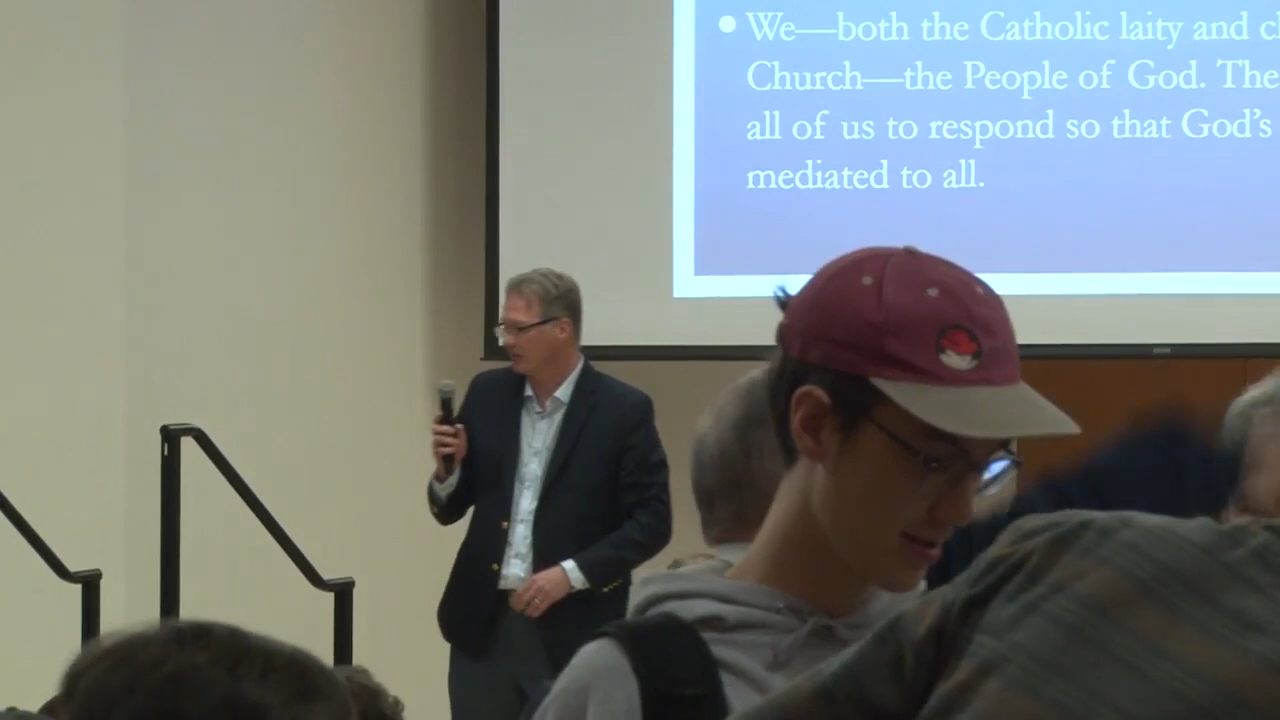 We—both the Catholic laity and
Church—the People of God. The
all of us to respond so that God's
mediated to all.